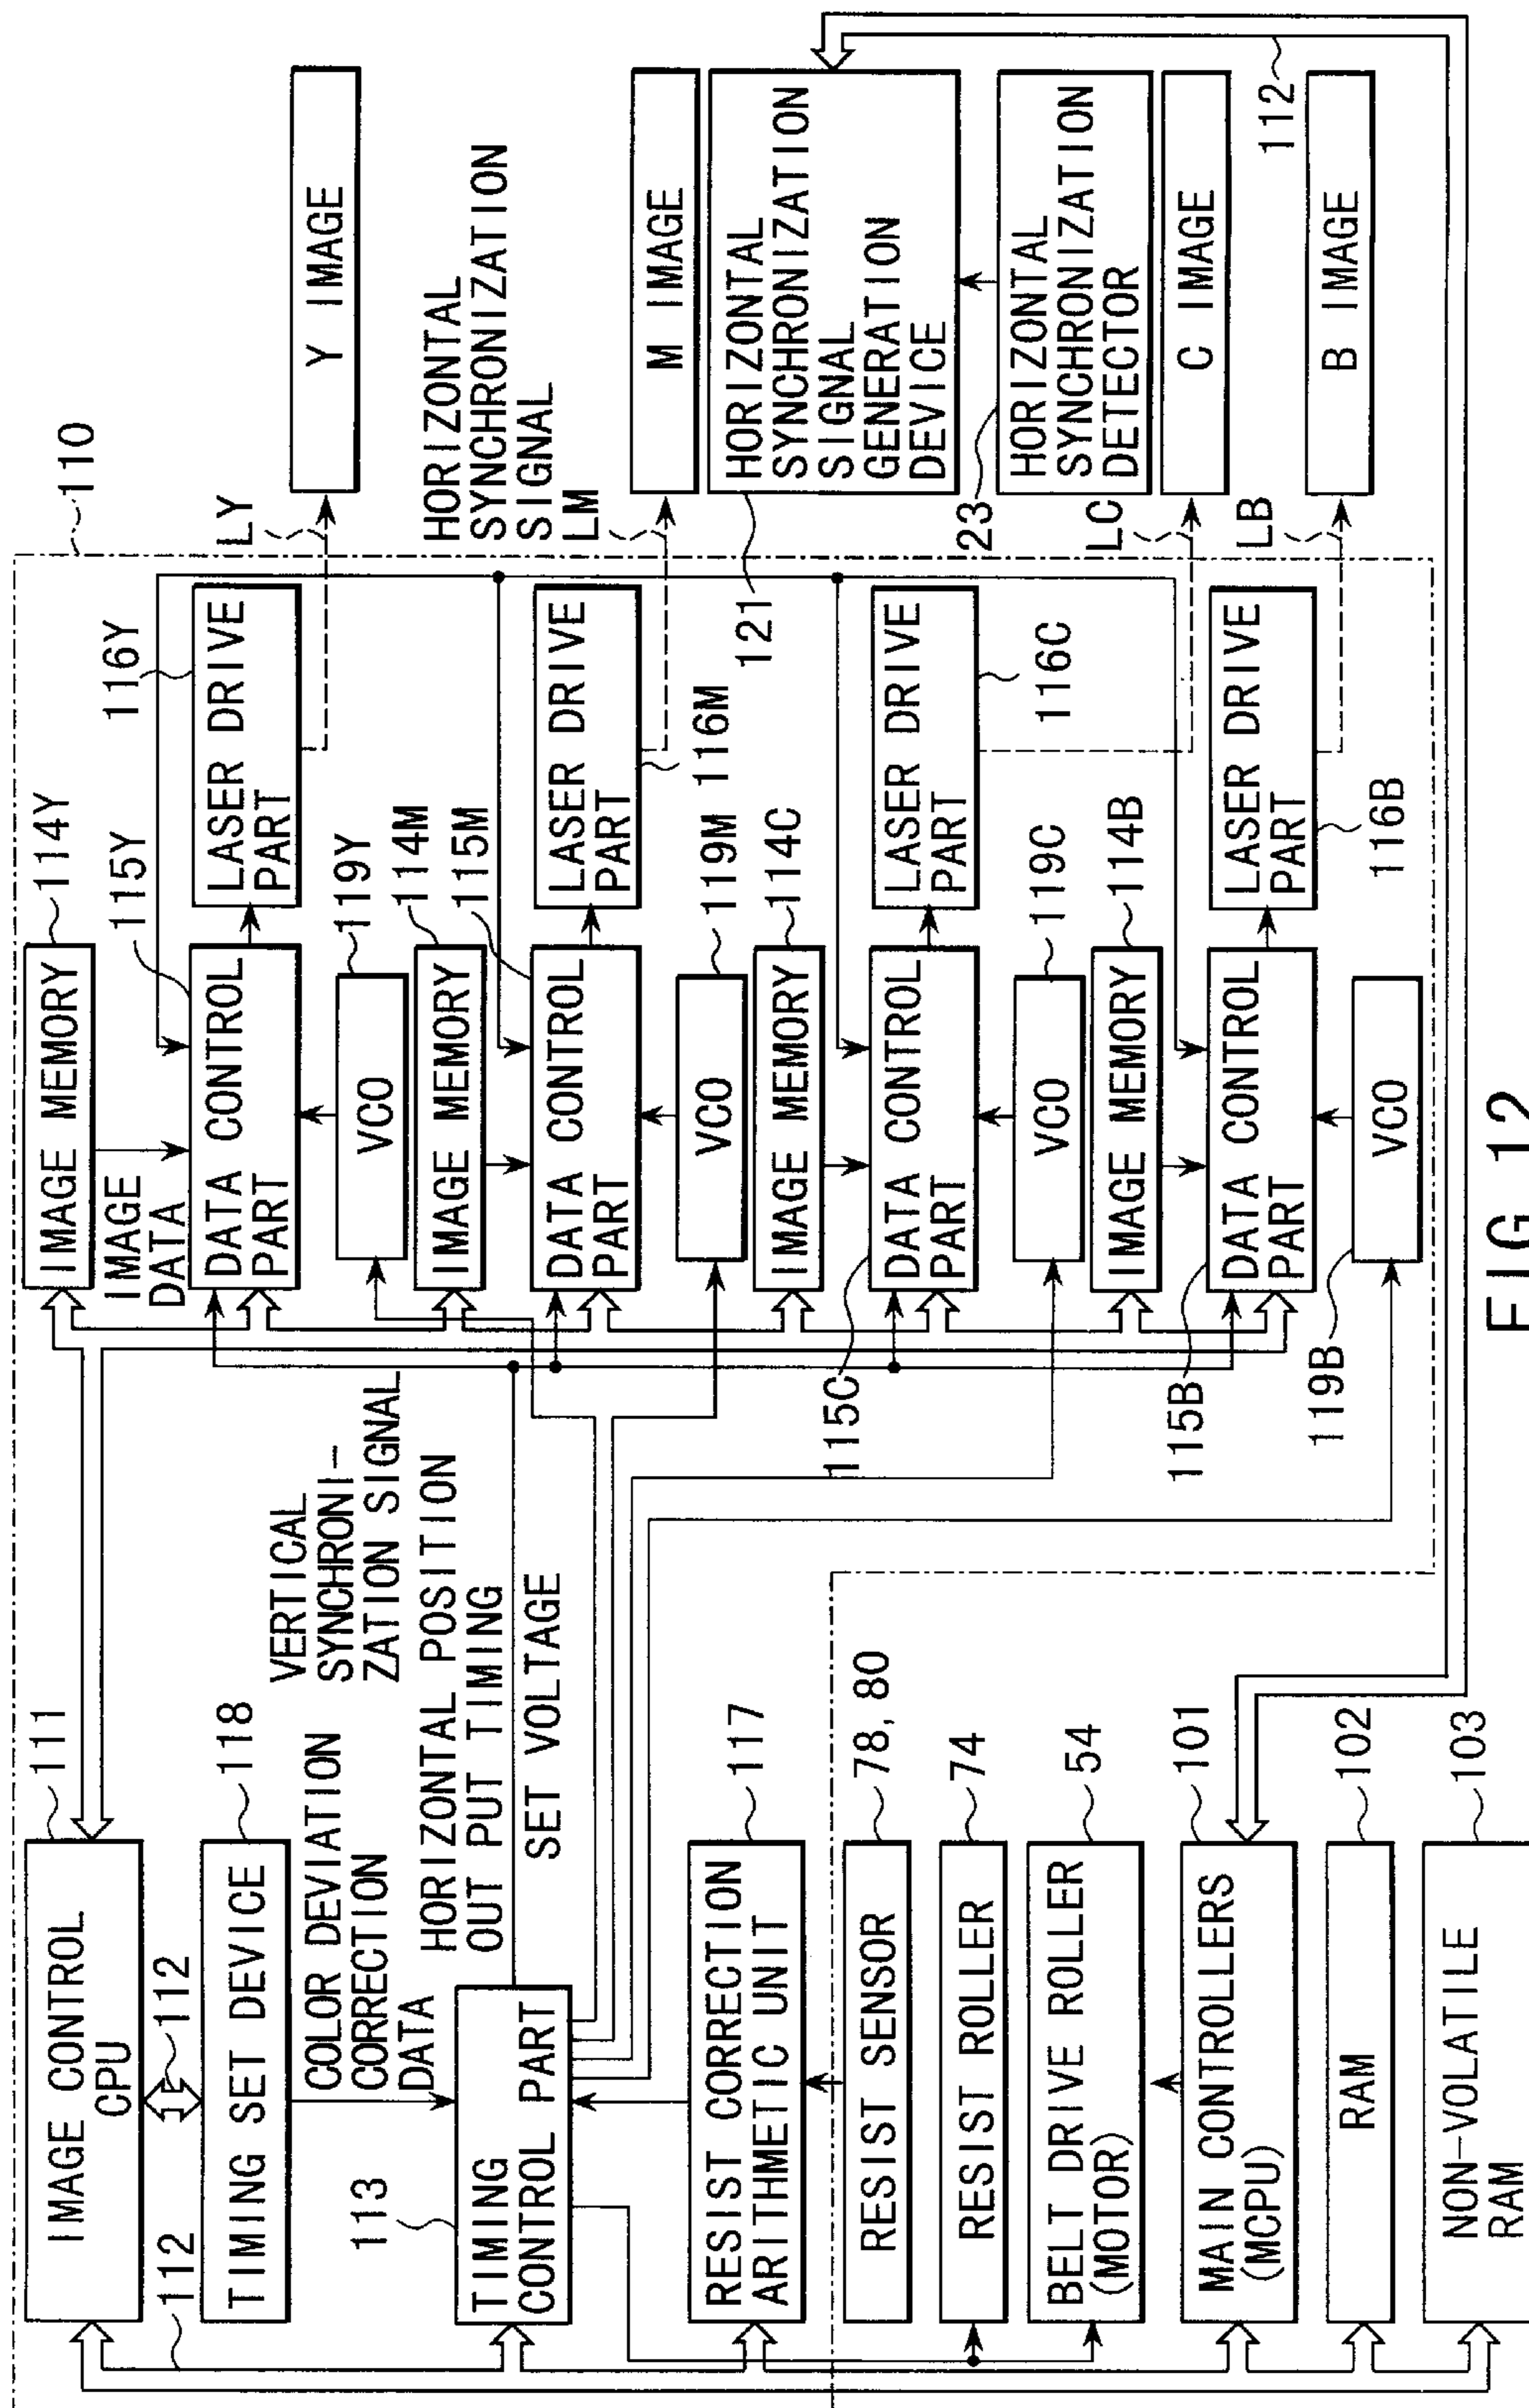 110
IMAGE CONTROL
CPU
111
112
112
TIMING SET DEVICE
118
COLOR DEVIATION
CORRECTION
DATA
113
TIMING
CONTROL PART
VERTICAL
SYNCHRONI-
ZATION SIGNAL
HORIZONTAL POSITION
OUT PUT TIMING
SET VOLTAGE
RESIST CORRECTION
ARITHMETIC UNIT
117
RESIST SENSOR
78, 80
RESIST ROLLER
74
BELT DRIVE ROLLER
(MOTOR)
54
MAIN CONTROLLERS
(MCPU)
101
RAM
102
NON-VOLATILE
RAM
103
IMAGE MEMORY
114Y
IMAGE
DATA
DATA CONTROL
PART
115Y
LASER DRIVE
PART
116Y
LY
Y IMAGE
VCO
119Y
IMAGE MEMORY
114M
DATA CONTROL
PART
115M
LASER DRIVE
PART
116M
HORIZONTAL
SYNCHRONIZATION
SIGNAL
LM
M IMAGE
VCO
119M
HORIZONTAL
SYNCHRONIZATION
SIGNAL
GENERATION
DEVICE
121
IMAGE MEMORY
114C
DATA CONTROL
PART
115C
LASER DRIVE
PART
116C
HORIZONTAL
SYNCHRONIZATION
DETECTOR
23
LC
C IMAGE
VCO
119C
IMAGE MEMORY
114B
DATA CONTROL
PART
115B
LASER DRIVE
PART
116B
LB
B IMAGE
112
VCO
119B
FIG.12